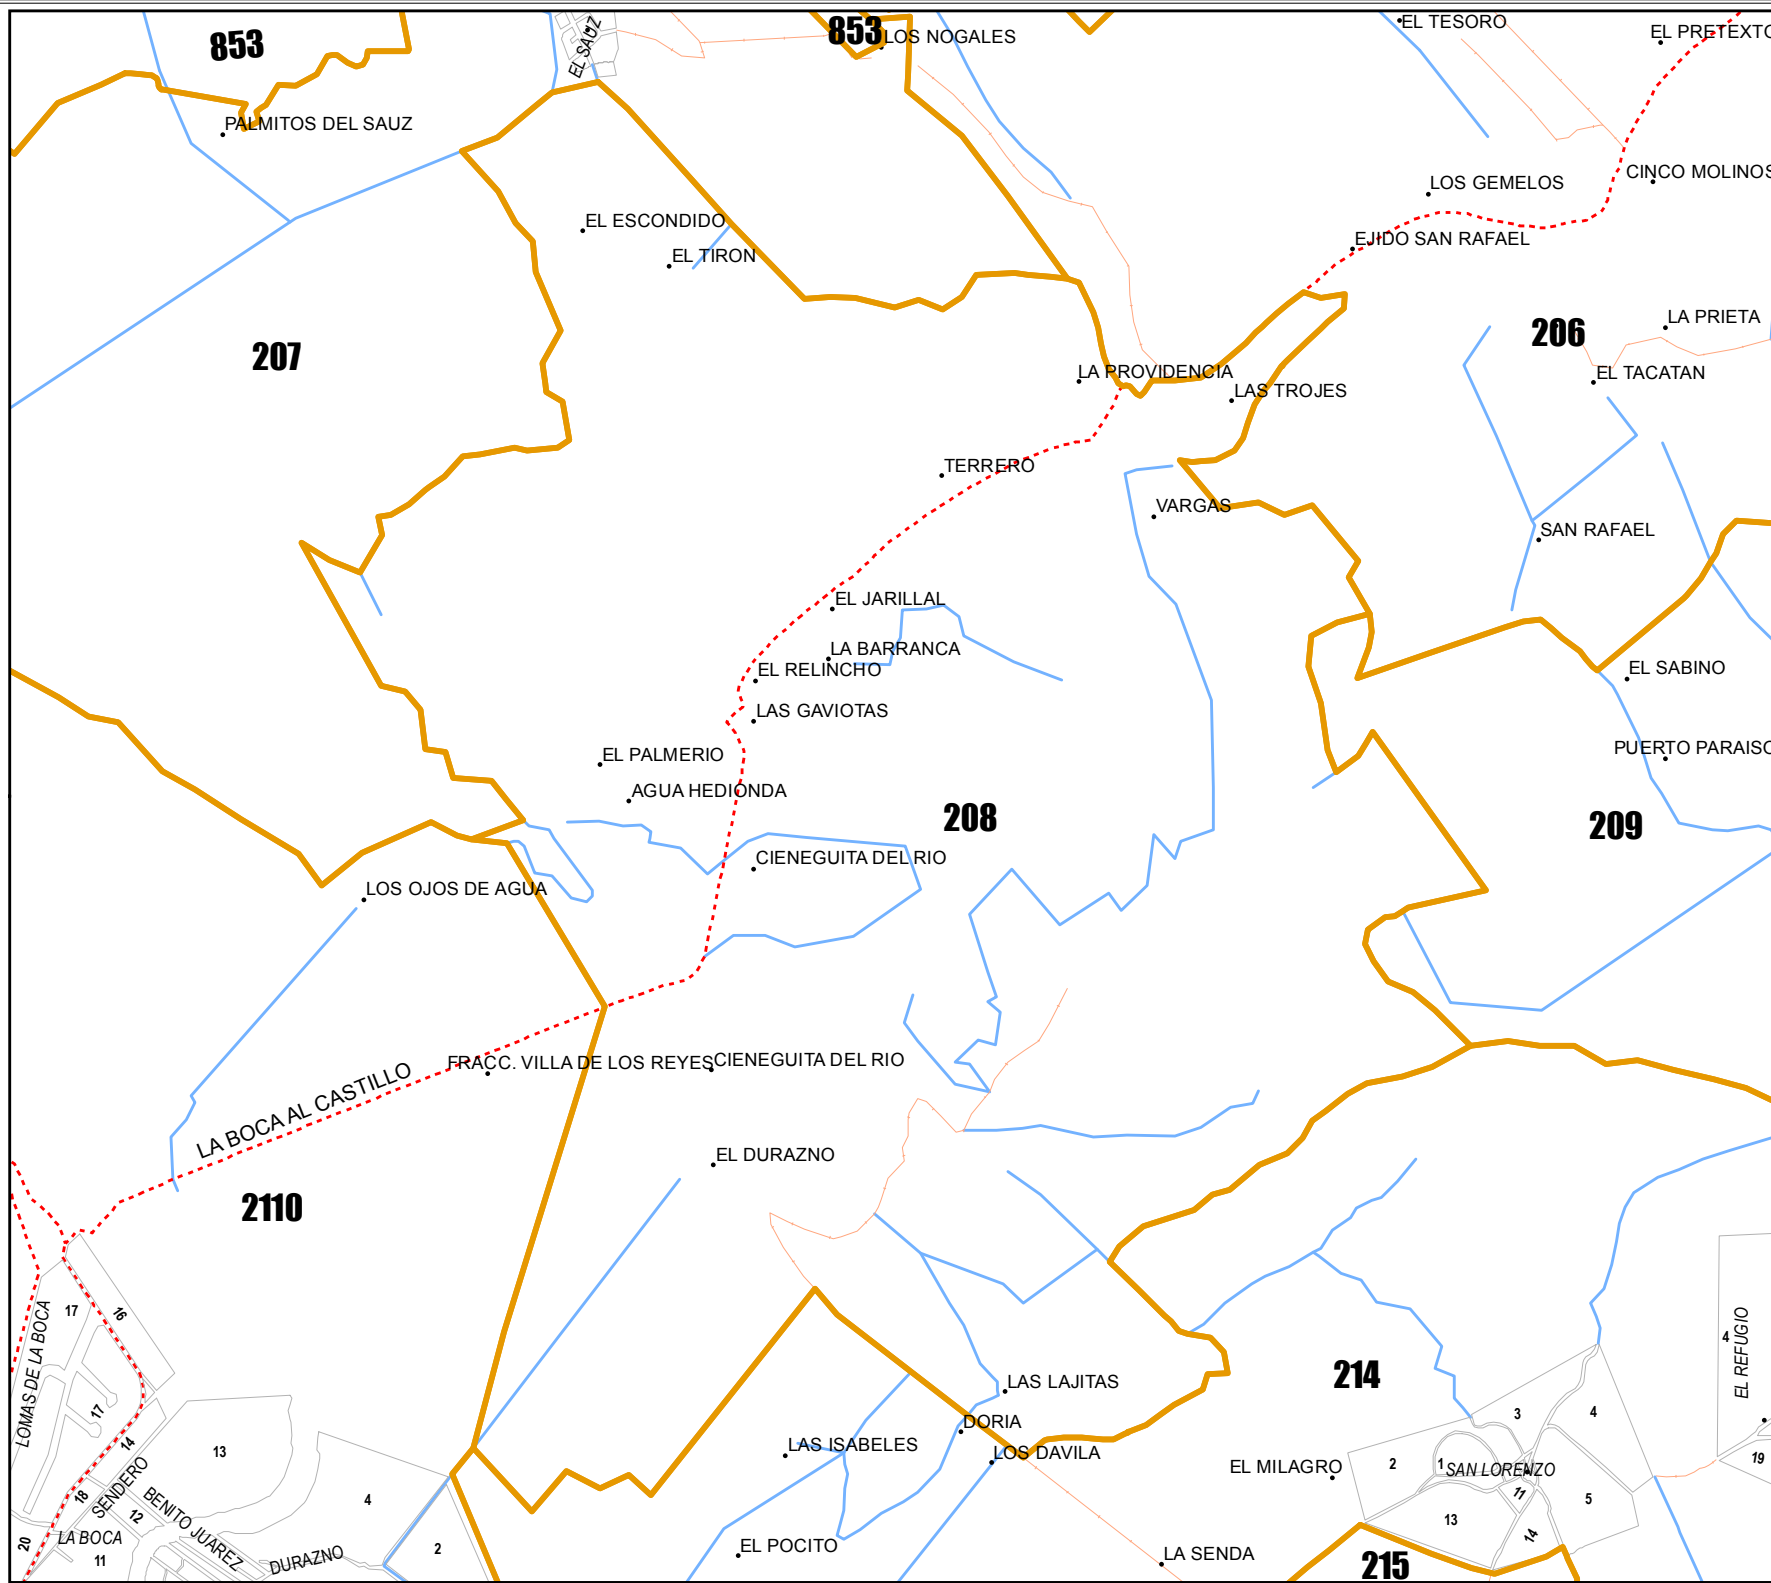 853
EL SAUZ
853
LOS NOGALES
EL TESORO
EL PRETEXTO
PALMITOS DEL SAUZ
LOS GEMELOS
CINCO MOLINOS
EL ESCONDIDO
EL TIRON
EJIDO SAN RAFAEL
207
206
LA PRIETA
LA PROVIDENCIA
LAS TROJES
EL TACATAN
TERRERO
VARGAS
SAN RAFAEL
EL JARILLAL
LA BARRANCA
EL RELINCHO
EL SABINO
LAS GAVIOTAS
EL PALMERIO
PUERTO PARAISO
AGUA HEDIONDA
208
209
CIENEGUITA DEL RIO
LOS OJOS DE AGUA
FRACC. VILLA DE LOS REYES
CIENEGUITA DEL RIO
LA BOCA AL CASTILLO
EL DURAZNO
2110
LOMAS DE LA BOCA
17
16
17
14
13
18
SENDERO
12
BENITO JUAREZ
4
20
LA BOCA
11
DURAZNO
2
LAS LAJITAS
DORIA
LAS ISABELES
LOS DAVILA
EL POCITO
LA SENDA
214
EL MILAGRO
3
4
2
1
SAN LORENZO
11
5
13
14
215
4
EL REFUGIO
19